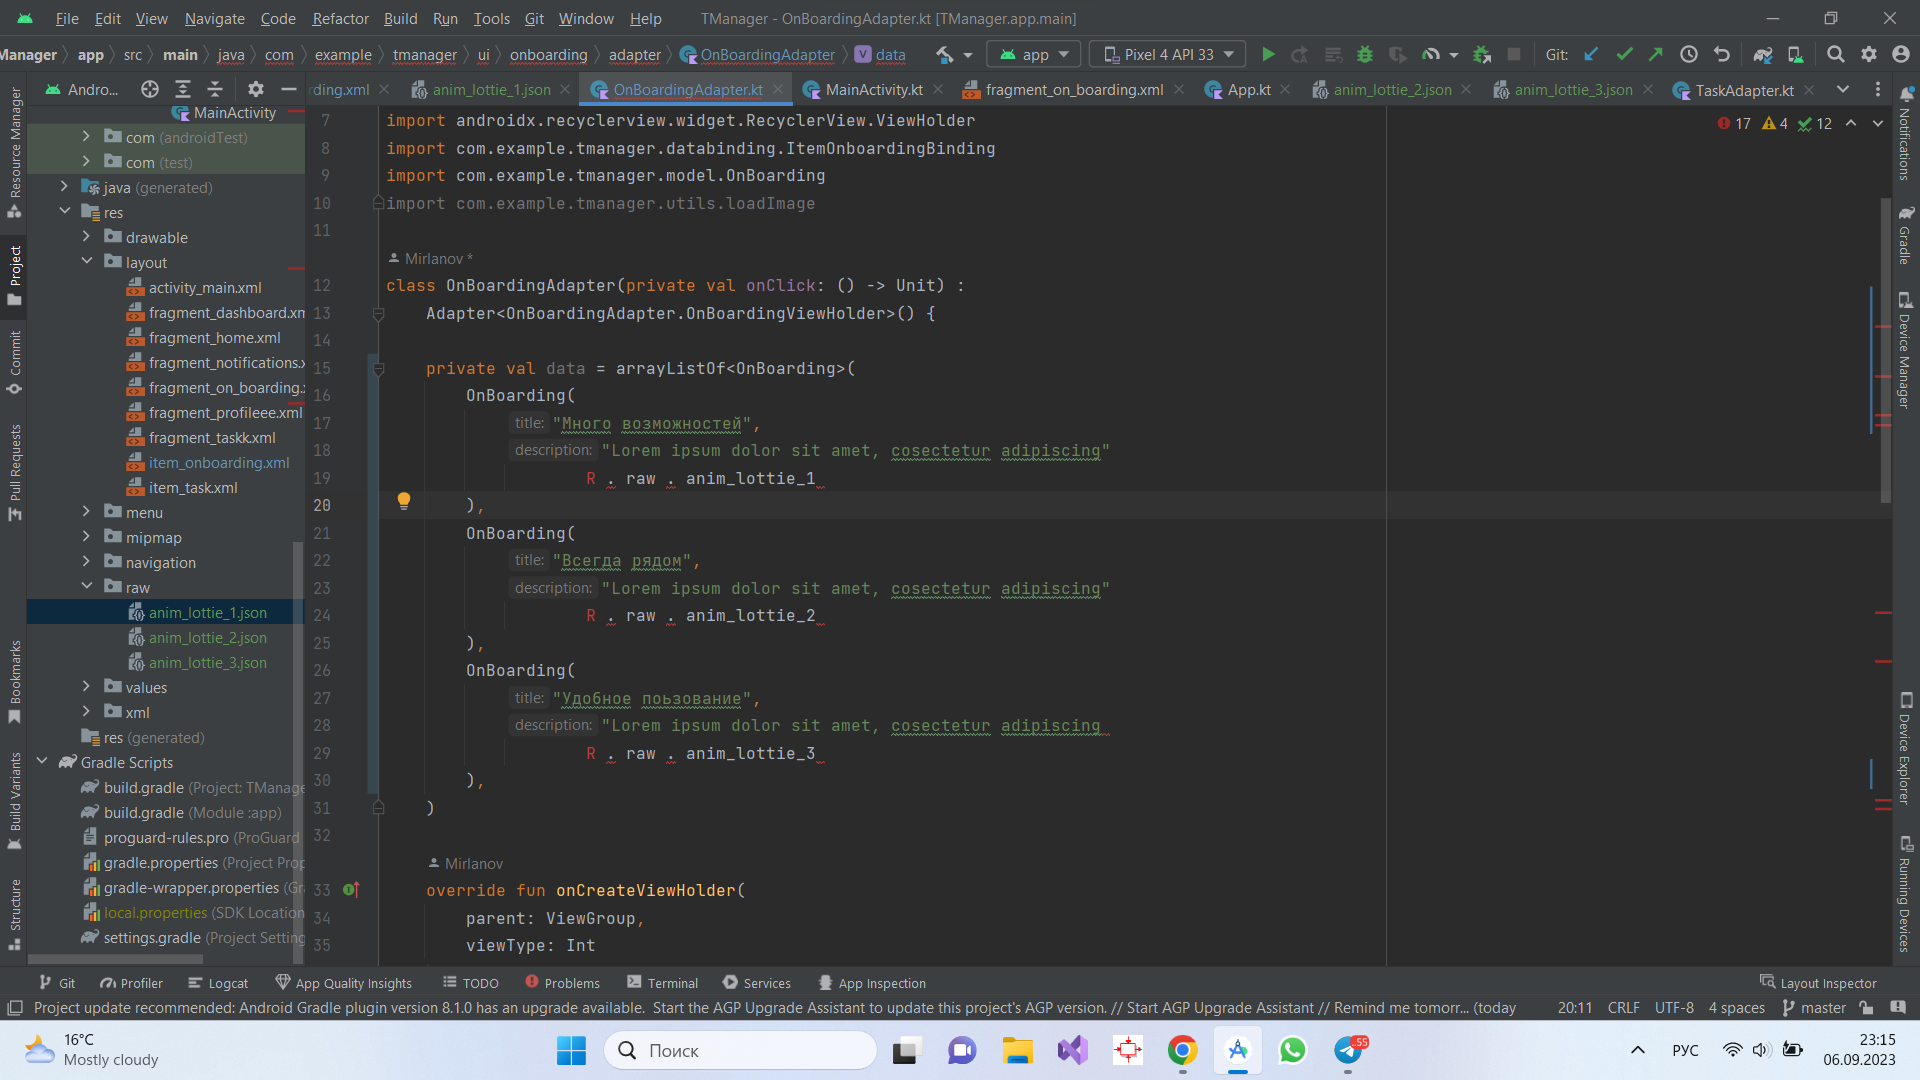 File Edit View Navigate Code Refactor Build Run Tools Git Window Help TManager - OnBoardingAdapter.kt [TManager.app.main]
Manager app src main java com example tmanager ui onboarding adapter OnBoardingAdapter data app Pixel 4 API 33 Git:
Andro... rding.xml anim_lottie_1.json OnBoardingAdapter.kt MainActivity.kt fragment_on_boarding.xml App.kt anim_lottie_2.json anim_lottie_3.json TaskAdapter.kt
Resource Manager
Project
Commit
Pull Requests
Bookmarks
Build Variants
Structure
MainActivity
com (androidTest)
com (test)
java (generated)
res
drawable
layout
activity_main.xml
fragment_dashboard.xm
fragment_home.xml
fragment_notifications.x
fragment_on_boarding.
fragment_profileee.xml
fragment_taskk.xml
item_onboarding.xml
item_task.xml
menu
mipmap
navigation
raw
anim_lottie_1.json
anim_lottie_2.json
anim_lottie_3.json
values
xml
res (generated)
Gradle Scripts
build.gradle (Project: TManage
build.gradle (Module :app)
proguard-rules.pro (ProGuard
gradle.properties (Project Prop
gradle-wrapper.properties (Gr
local.properties (SDK Location
settings.gradle (Project Setting
17 4 12
7 import androidx.recyclerview.widget.RecyclerView.ViewHolder
8 import com.example.tmanager.databinding.ItemOnboardingBinding
9 import com.example.tmanager.model.OnBoarding
10 import com.example.tmanager.utils.loadImage
11
Mirlanov *
12 class OnBoardingAdapter(private val onClick: () -> Unit) :
13 Adapter<OnBoardingAdapter.OnBoardingViewHolder>() {
14
15 private val data = arrayListOf<OnBoarding>(
16 OnBoarding(
17 title: "Много возможностей",
18 description: "Lorem ipsum dolor sit amet, cosectetur adipiscing"
19 R . raw . anim_lottie_1
20 ),
21 OnBoarding(
22 title: "Всегда рядом",
23 description: "Lorem ipsum dolor sit amet, cosectetur adipiscing"
24 R . raw . anim_lottie_2
25 ),
26 OnBoarding(
27 title: "Удобное поьзование",
28 description: "Lorem ipsum dolor sit amet, cosectetur adipiscing
29 R . raw . anim_lottie_3
30 ),
31 )
32
Mirlanov
33 override fun onCreateViewHolder(
34 parent: ViewGroup,
35 viewType: Int
Notifications
Gradle
Device Manager
Device Explorer
Running Devices
Git Profiler Logcat App Quality Insights TODO Problems Terminal Services App Inspection Layout Inspector
Project update recommended: Android Gradle plugin version 8.1.0 has an upgrade available. Start the AGP Upgrade Assistant to update this project's AGP version. // Start AGP Upgrade Assistant // Remind me tomorr... (today 20:11 CRLF UTF-8 4 spaces master
16°C
Mostly cloudy
Поиск
55
РУС
23:15
06.09.2023